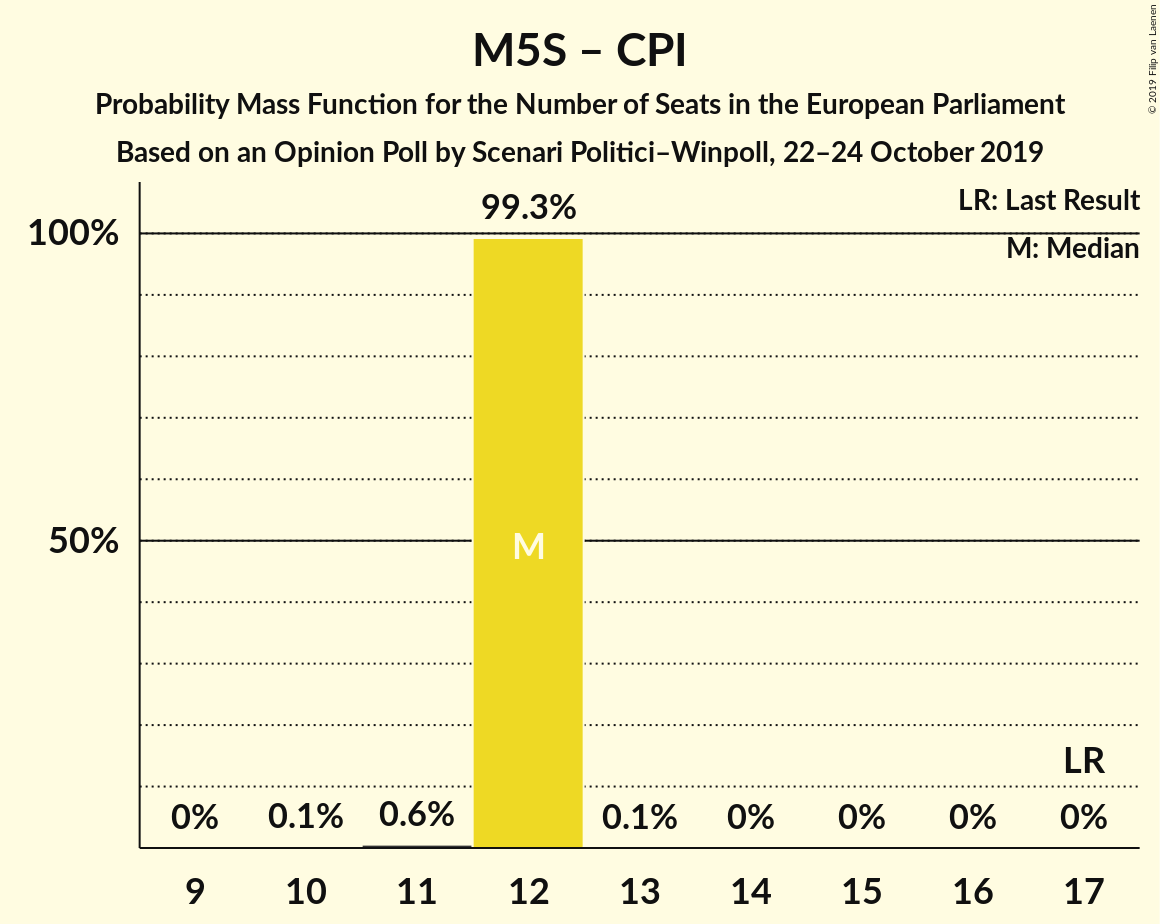 M5S – CPI
Probability Mass Function for the Number of Seats in the European Parliament
Based on an Opinion Poll by Scenari Politici–Winpoll, 22–24 October 2019
© 2019 Filip van Laenen
LR: Last Result
M: Median
99.3%
100%
50%
M
LR
0%
0.1%
0.6%
0.1%
0%
0%
0%
0%
9
10
11
12
13
14
15
16
17